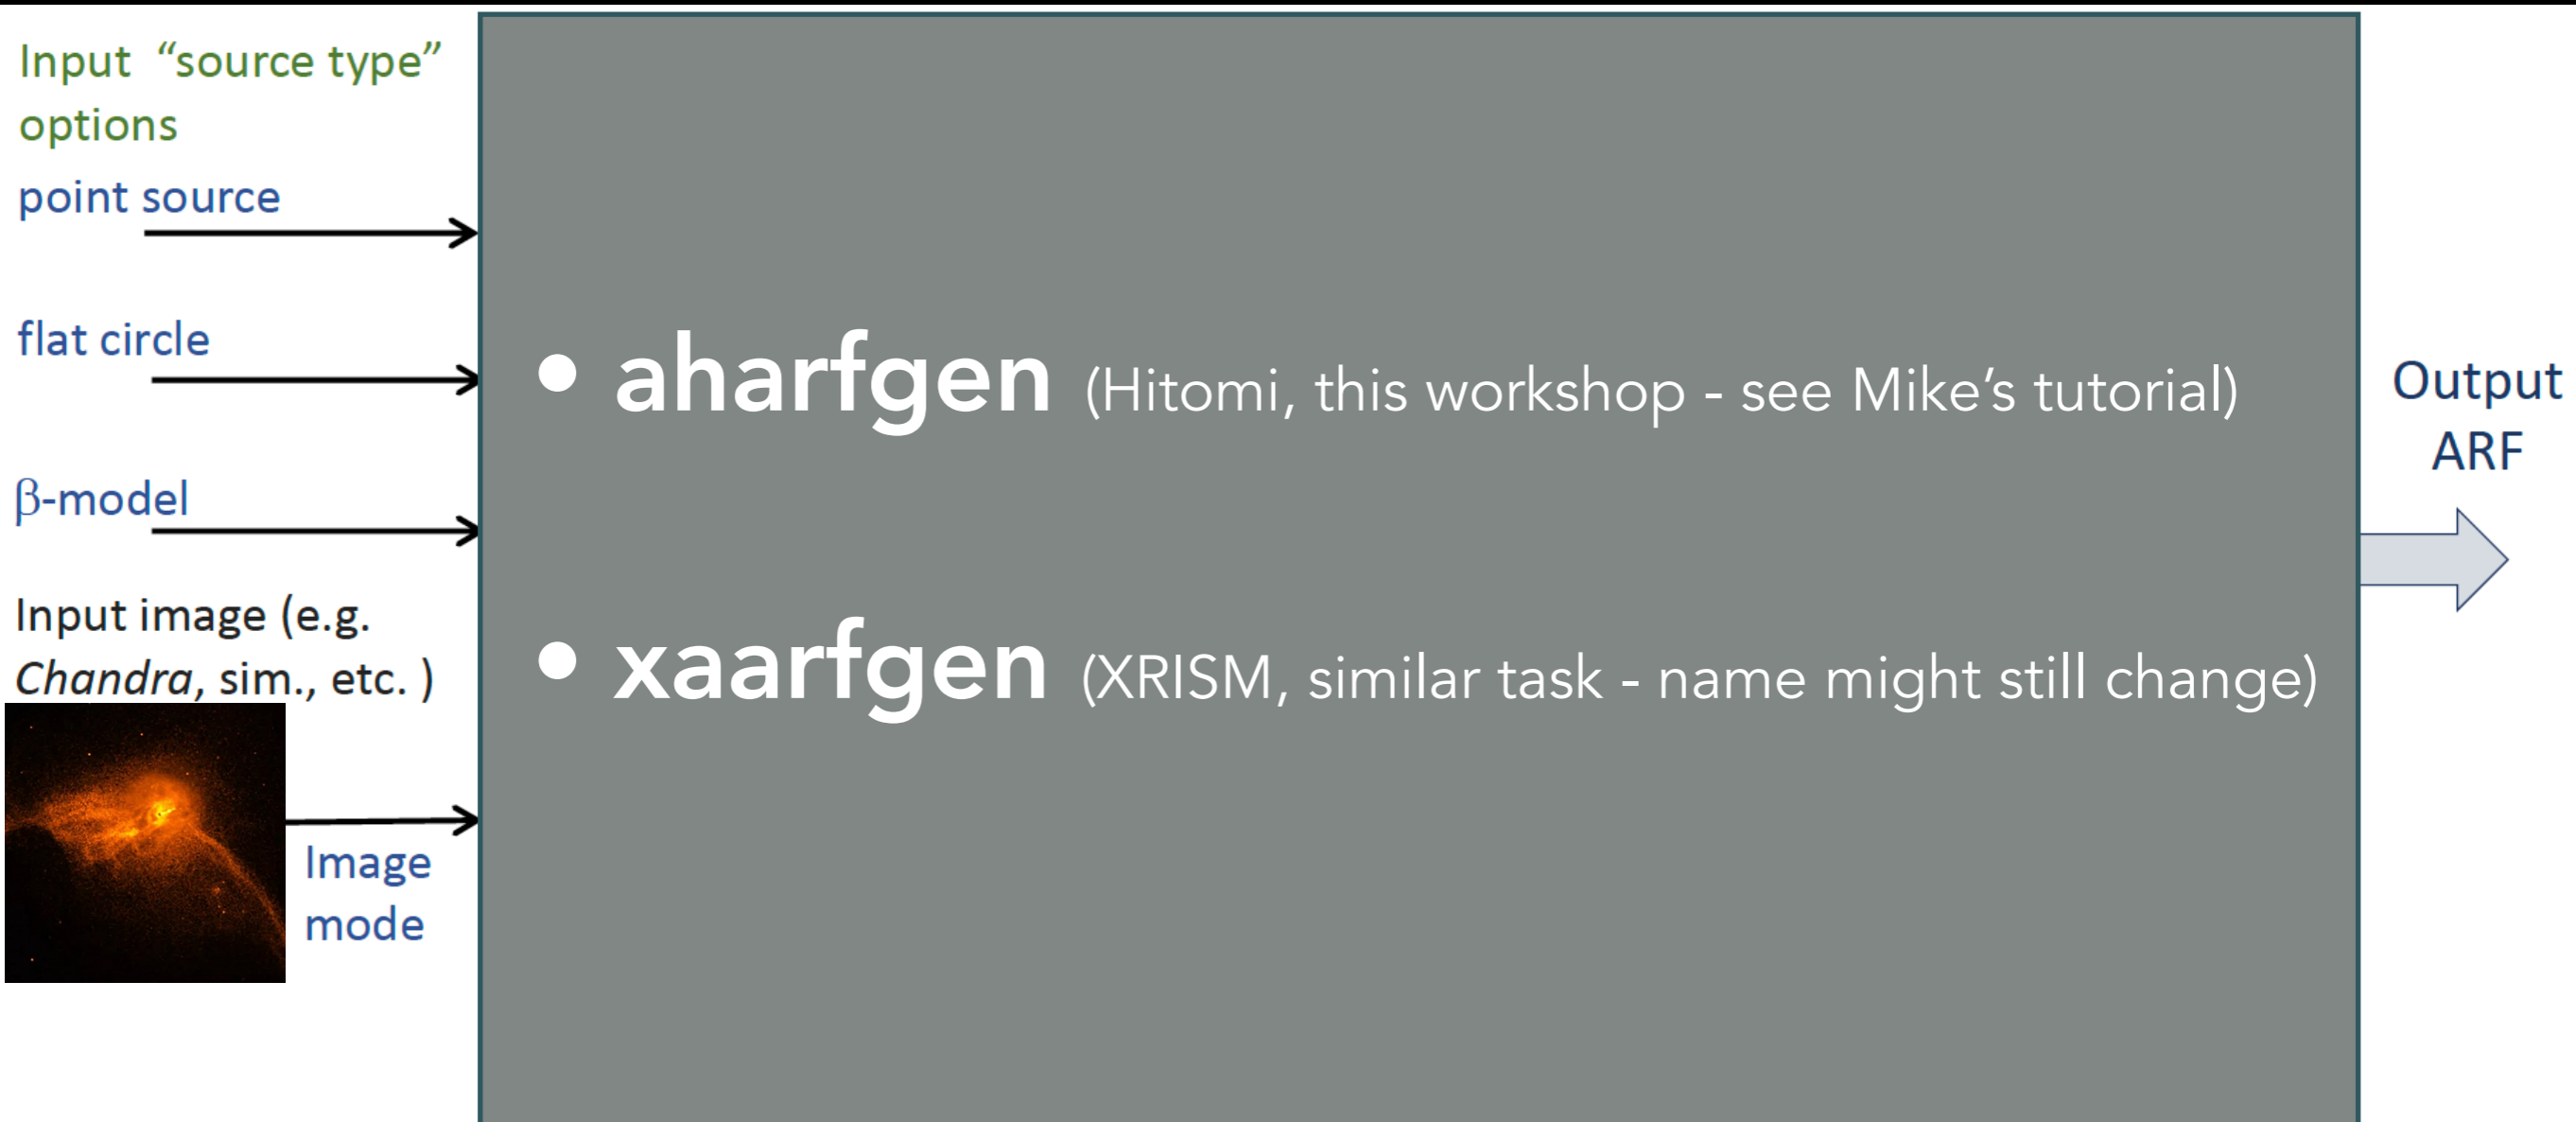 Input “source type”
options
point source
flat circle
β-model
Input image (e.g.
Chandra, sim., etc. )
Image
mode
• aharfgen (Hitomi, this workshop - see Mike’s tutorial)
• xaarfgen (XRISM, similar task - name might still change)
Output
ARF